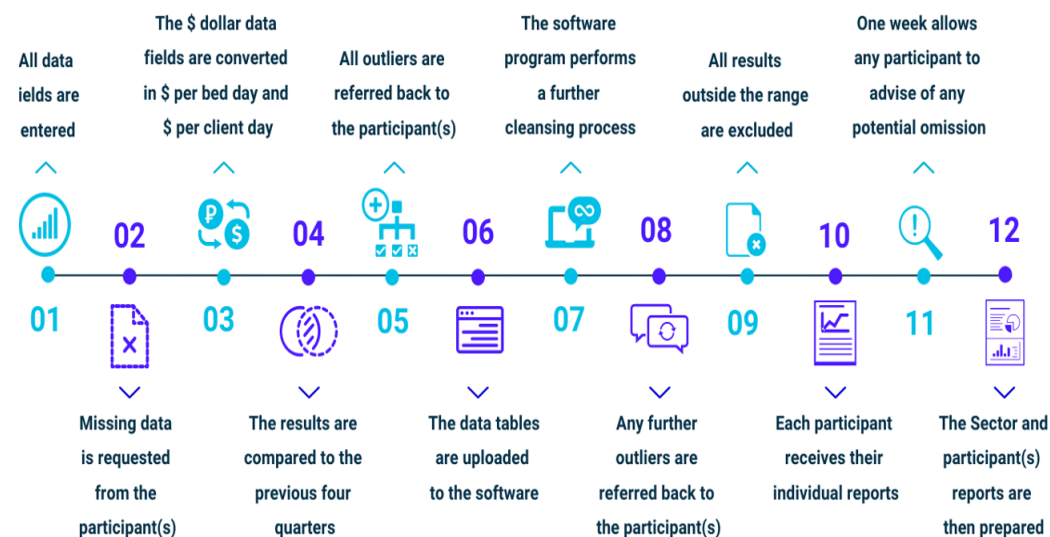 All data
ields are
entered
01
02
Missing data
is requested
from the
participant(s)
The $ dollar data
fields are converted
in $ per bed day and
$ per client day
03
04
The results are
compared to the
previous four
quarters
All outliers are
referred back to
the participant(s)
05
06
The data tables
are uploaded
to the software
The software
program performs
a further
cleansing process
07
08
Any further
outliers are
referred back to
the participant(s)
All results
outside the range
are excluded
09
10
Each participant
receives their
individual reports
One week allows
any participant to
advise of any
potential omission
11
12
The Sector and
participant(s)
reports are
then prepared